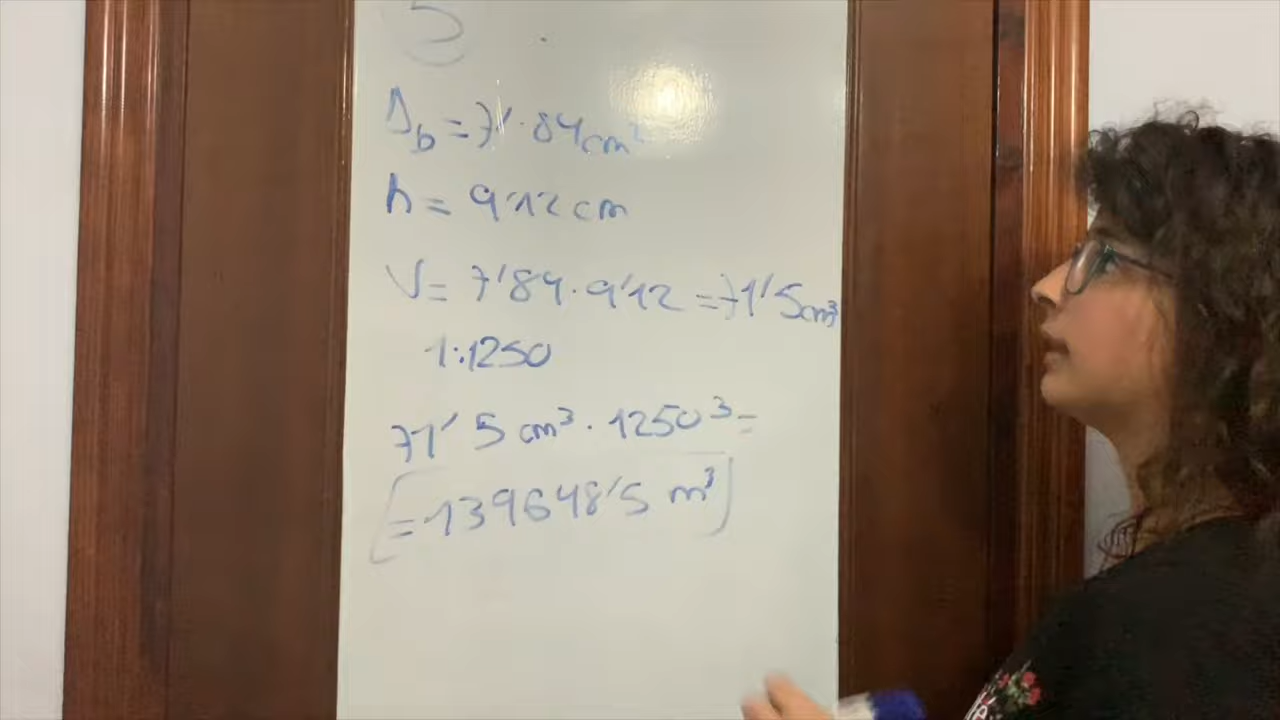 5
Ab = 7'84 cm²
h = 9'12 cm
V = 7'84 · 9'12 = 71'5 cm³
1:1250
71'5 cm³ · 1250³ =
= 139648'5 m³